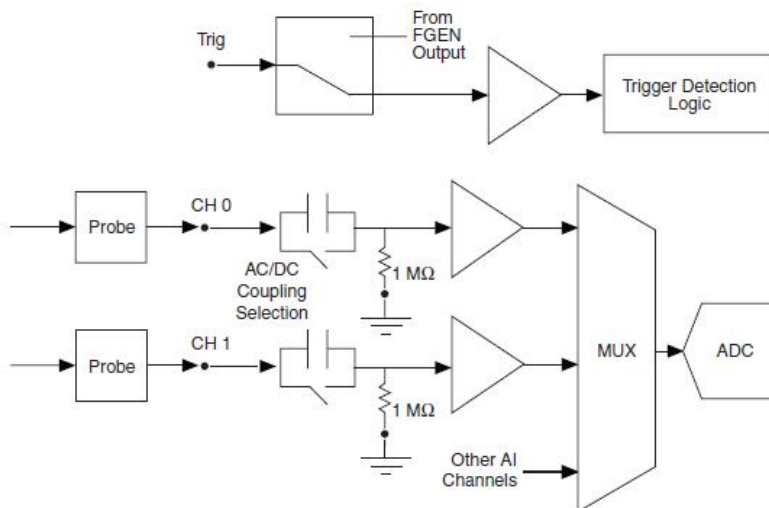 From
FGEN
Output
Trig
Trigger Detection
Logic
CH 0
Probe
1 MΩ
AC/DC
Coupling
Selection
CH 1
Probe
1 MΩ
MUX
ADC
Other AI
Channels